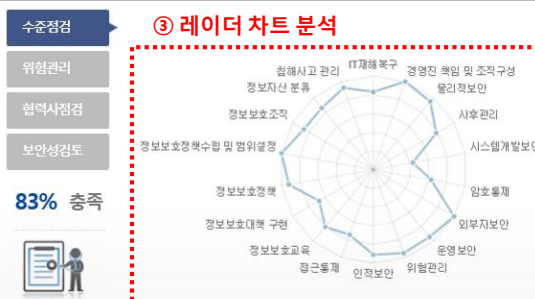 수준점검
위험관리
협력사점검
보안성검토
83% 충족
③ 레이더 차트 분석
IT재해 복구
경영진 책임 및 조직구성
물리적보안
사후관리
시스템개발보안
암호통제
외부자보안
운영보안
위험관리
인적보안
접근통제
정보보호교육
정보보호대책 구현
정보보호정책
정보보호정책수립 및 범위설정
정보보호조직
정보자산 분류
침해사고 관리